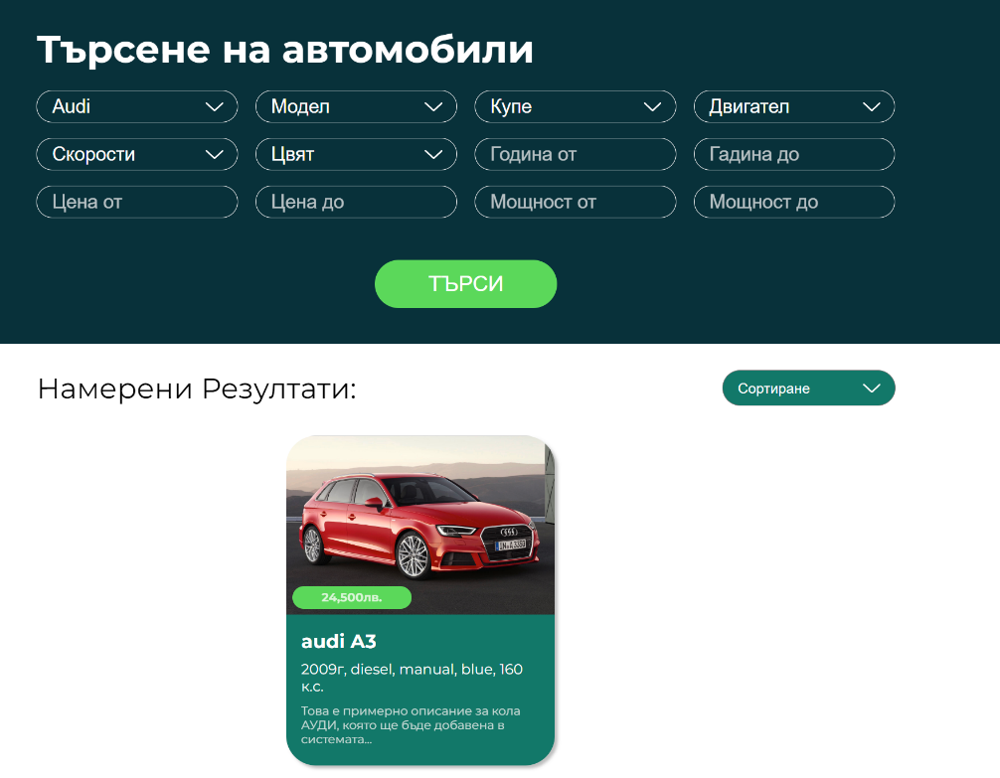 Търсене на автомобили
Audi Модел Купе Двигател
Скорости Цвят Година от Гадина до
Цена от Цена до Мощност от Мощност до
ТЪРСИ
Намерени Резултати:
Сортиране
24,500лв.
audi A3
2009г, diesel, manual, blue, 160
к.с.
Това е примерно описание за кола
АУДИ, която ще бъде добавена в
системата...